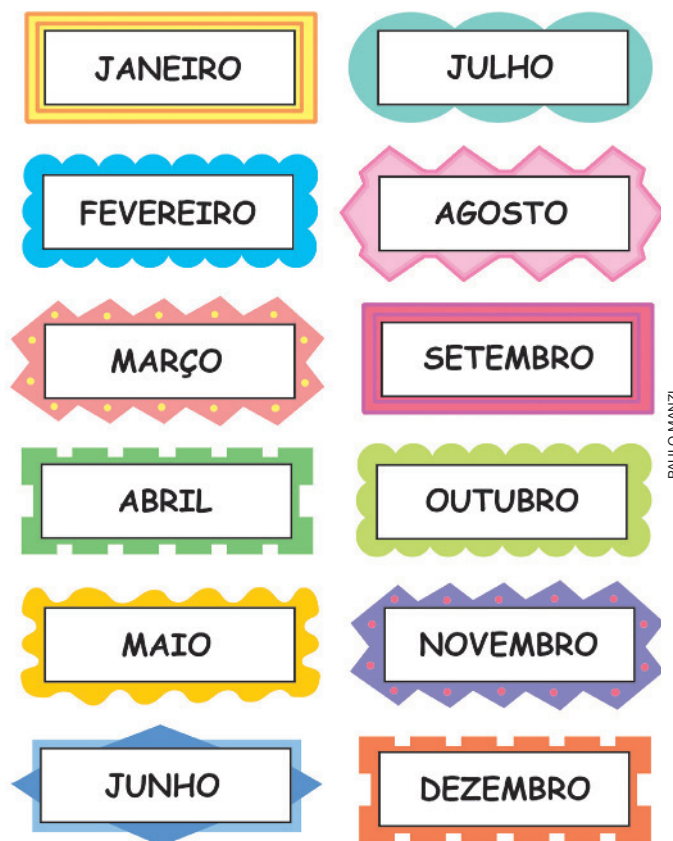 JANEIRO
FEVEREIRO
MARÇO
ABRIL
MAIO
JUNHO
JULHO
AGOSTO
SETEMBRO
OUTUBRO
NOVEMBRO
DEZEMBRO
PAULO MANZI